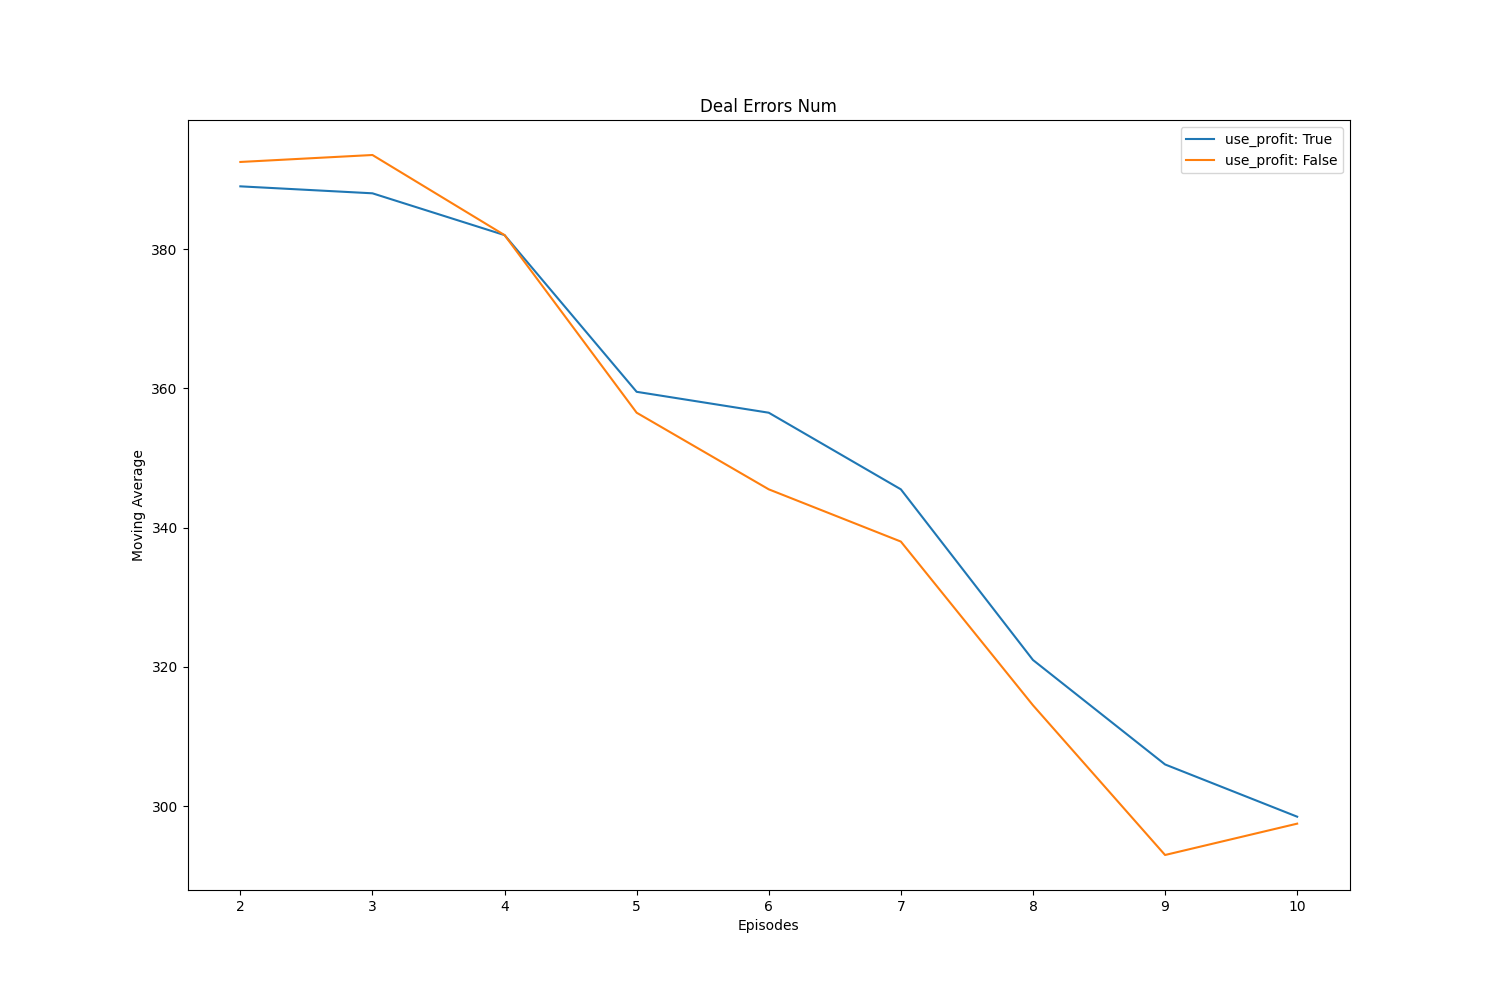 Deal Errors Num
use_profit: True
use_profit: False
Moving Average
380
360
340
320
300
2 3 4 5 6 7 8 9 10
Episodes